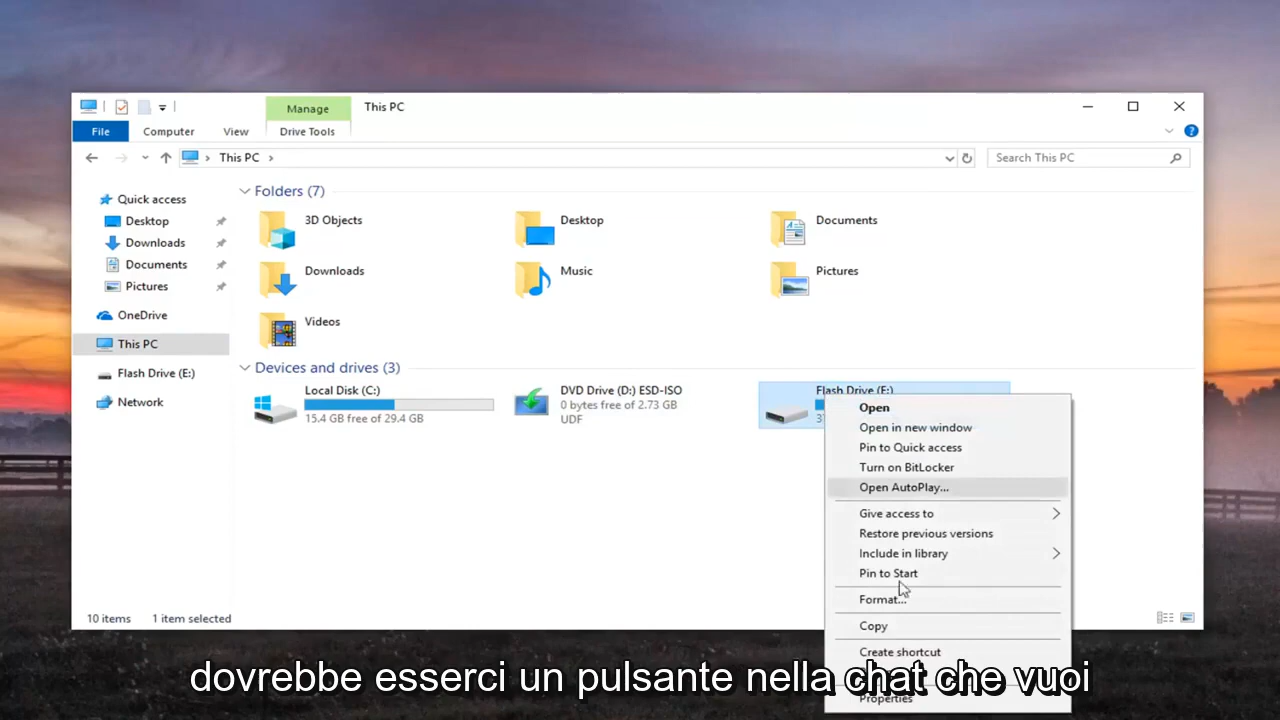 Manage
This PC
File
Computer
View
Drive Tools
This PC
Search This PC
Quick access
Desktop
Downloads
Documents
Pictures
OneDrive
This PC
Flash Drive (E:)
Network
Folders (7)
3D Objects
Desktop
Documents
Downloads
Music
Pictures
Videos
Devices and drives (3)
Local Disk (C:)
15.4 GB free of 29.4 GB
DVD Drive (D:) ESD-ISO
0 bytes free of 2.73 GB
UDF
Flash Drive (E:)
Open
Open in new window
Pin to Quick access
Turn on BitLocker
Open AutoPlay...
Give access to
Restore previous versions
Include in library
Pin to Start
Format...
Copy
Create shortcut
Properties
10 items
1 item selected
dovrebbe esserci un pulsante nella chat che vuoi